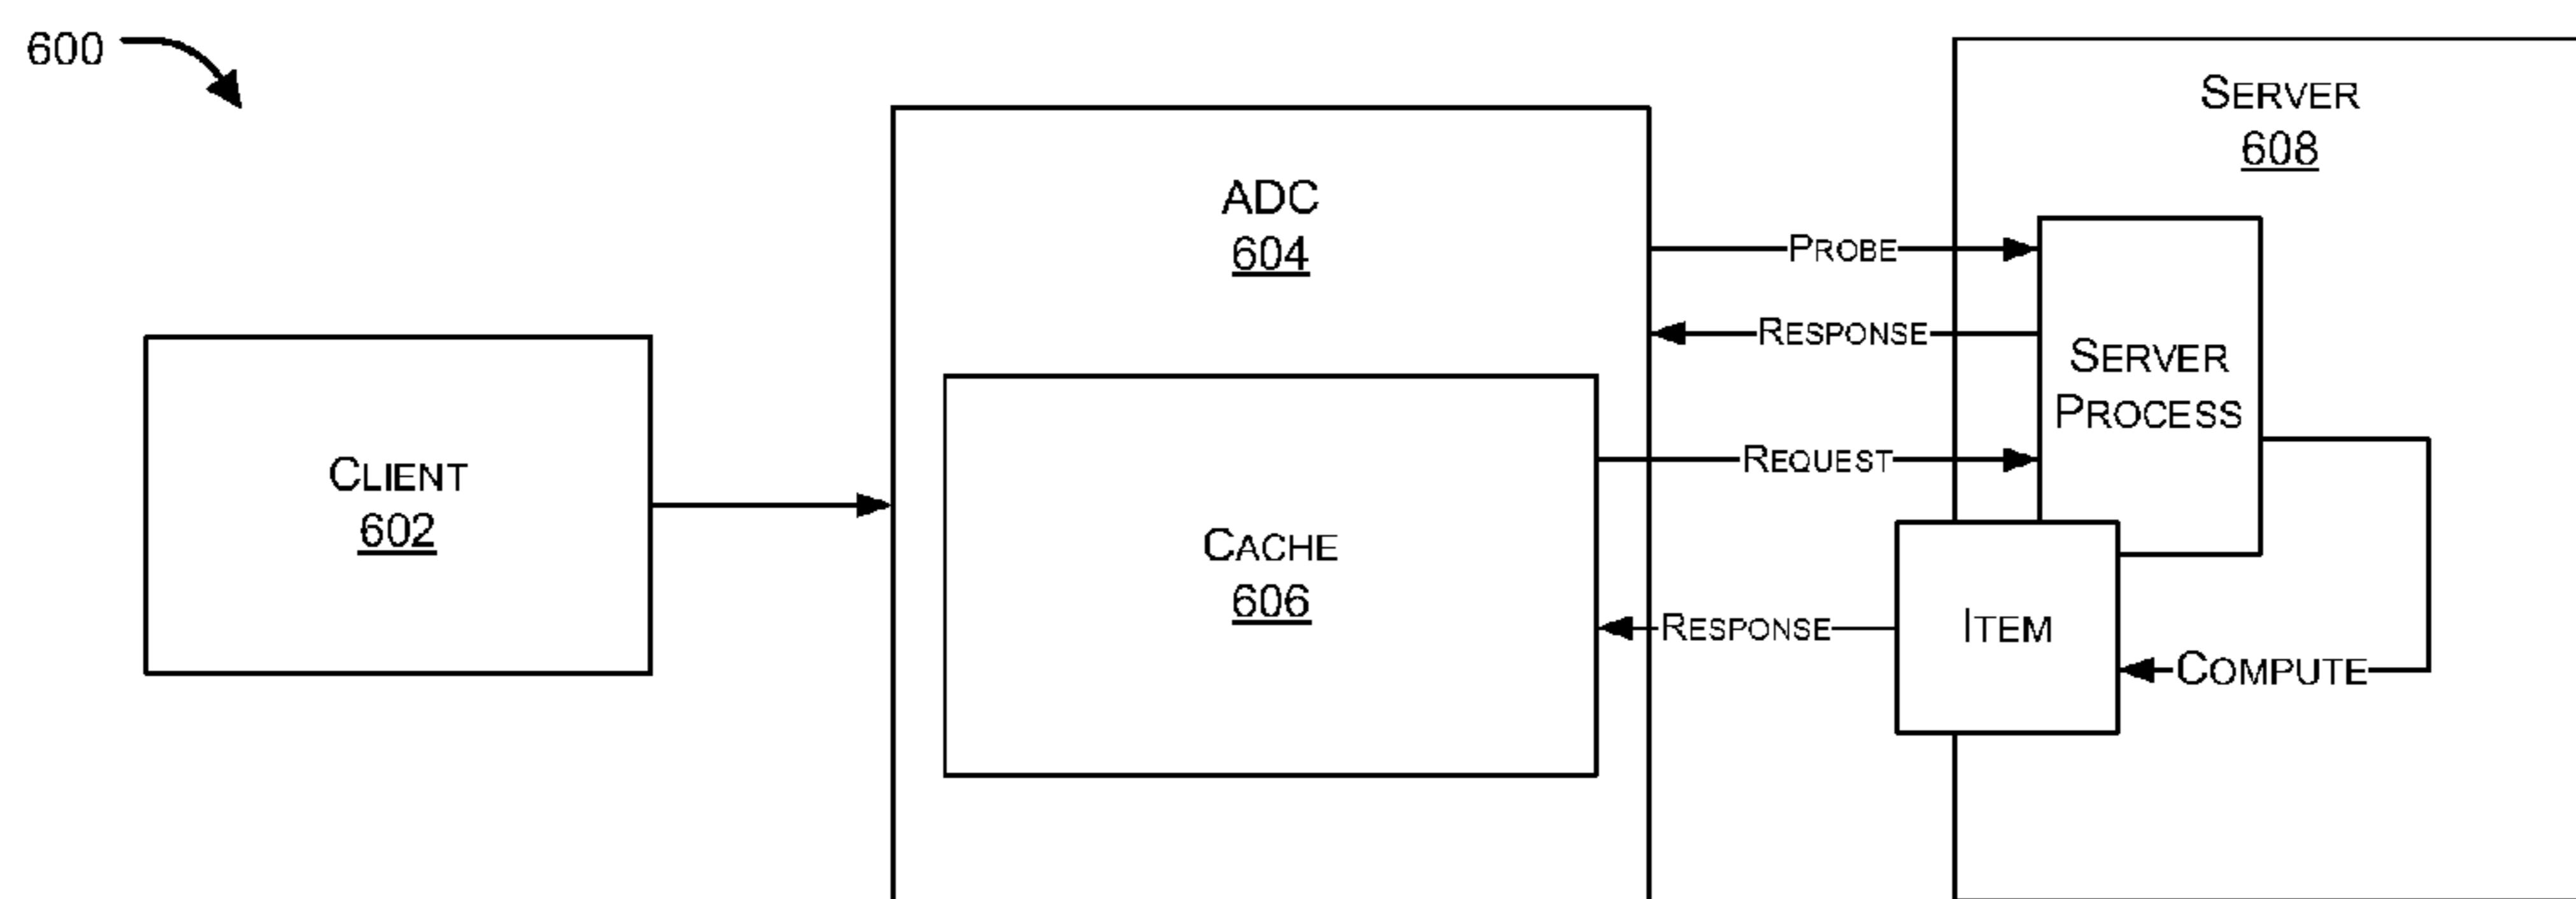 600
SERVER
608
ADC
604
PROBE
RESPONSE
SERVER
PROCESS
CLIENT
602
REQUEST
CACHE
606
RESPONSE
ITEM
COMPUTE